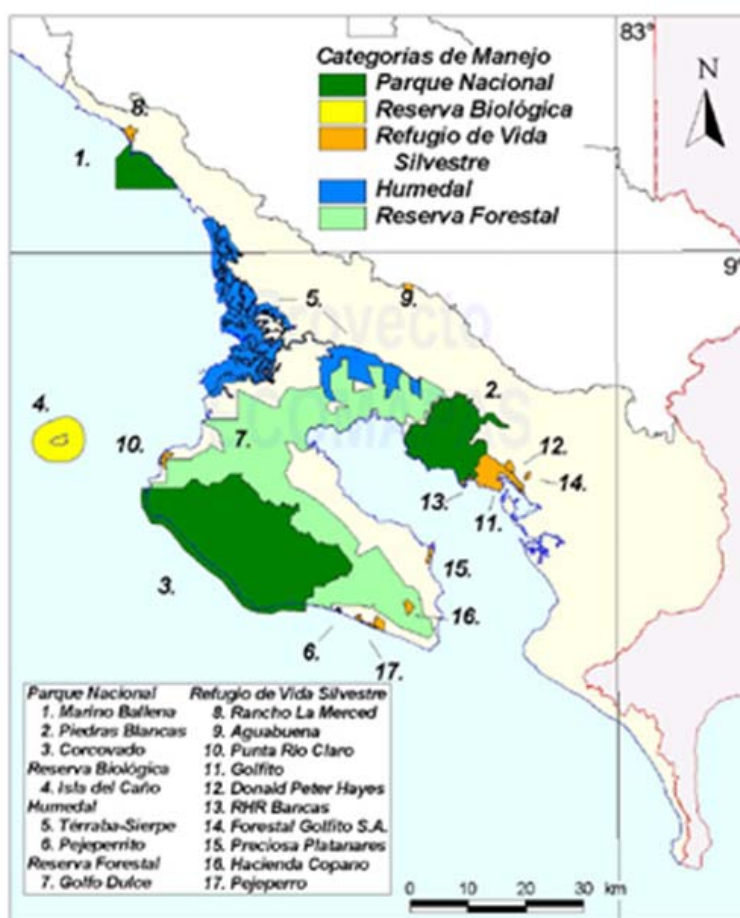 83°
Categorías de Manejo
Parque Nacional
Reserva Biológica
Refugio de Vida
Silvestre
Humedal
Reserva Forestal
N
8.
1.
9°
5.
9.
Proyecto
COMAPAS
4.
2.
10.
7.
12.
14.
13.
11.
3.
15.
16.
6.
17.
Parque Nacional
1. Marino Ballena
2. Piedras Blancas
3. Corcovado
Reserva Biológica
4. Isla del Caño
Humedal
5. Térraba-Sierpe
6. Pejeperrito
Reserva Forestal
7. Golfo Dulce
Refugio de Vida Silvestre
8. Rancho La Merced
9. Aguabuena
10. Punta Rio Claro
11. Golfito
12. Donald Peter Hayes
13. RHR Bancas
14. Forestal Golfito S.A.
15. Preciosa Platanares
16. Hacienda Copano
17. Pejeperro
0 10 20 30 km